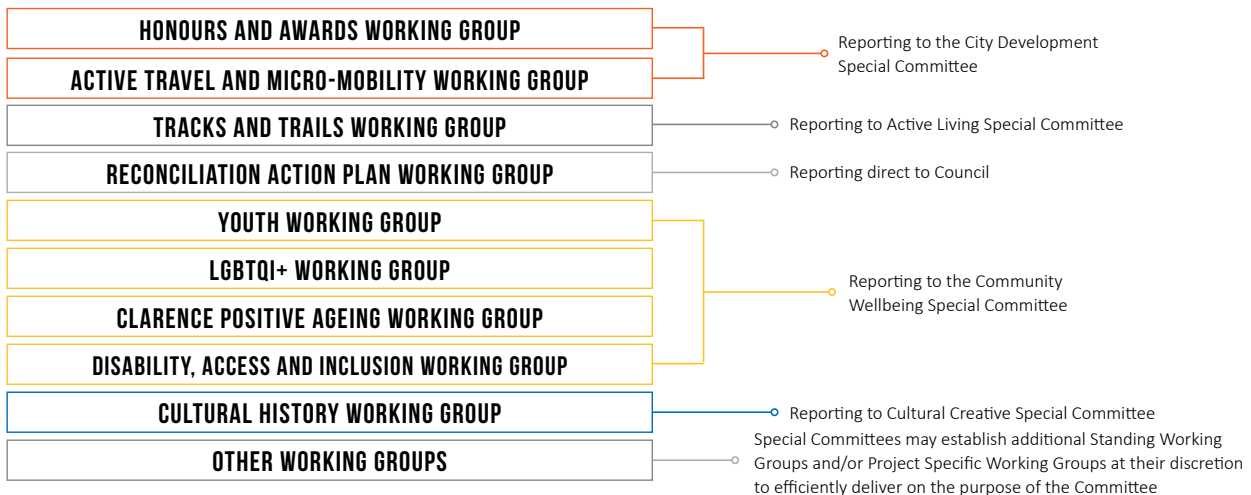 HONOURS AND AWARDS WORKING GROUP
ACTIVE TRAVEL AND MICRO-MOBILITY WORKING GROUP
Reporting to the City Development
Special Committee
TRACKS AND TRAILS WORKING GROUP
Reporting to Active Living Special Committee
RECONCILIATION ACTION PLAN WORKING GROUP
Reporting direct to Council
YOUTH WORKING GROUP
LGBTQI+ WORKING GROUP
CLARENCE POSITIVE AGEING WORKING GROUP
DISABILITY, ACCESS AND INCLUSION WORKING GROUP
Reporting to the Community
Wellbeing Special Committee
CULTURAL HISTORY WORKING GROUP
Reporting to Cultural Creative Special Committee
OTHER WORKING GROUPS
Special Committees may establish additional Standing Working
Groups and/or Project Specific Working Groups at their discretion
to efficiently deliver on the purpose of the Committee